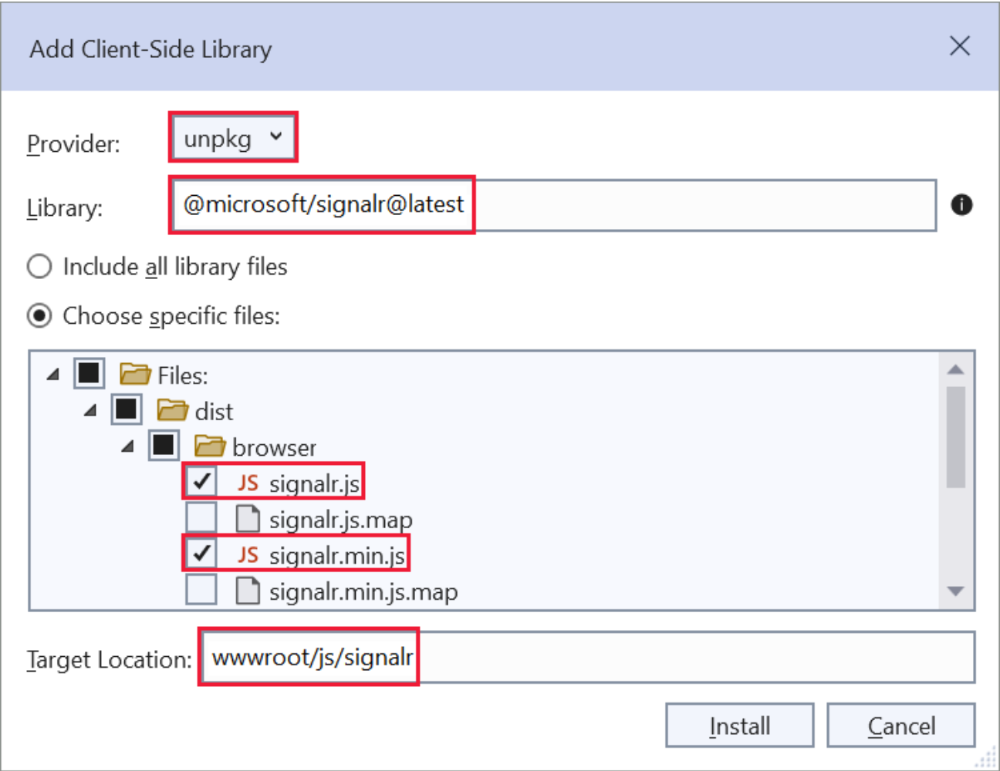 Add Client-Side Library
Provider: unpkg
Library: @microsoft/signalr@latest
Include all library files
Choose specific files:
Files:
dist
browser
JS signalr.js
signalr.js.map
JS signalr.min.js
signalr.min.js.map
Target Location: wwwroot/js/signalr
Install Cancel